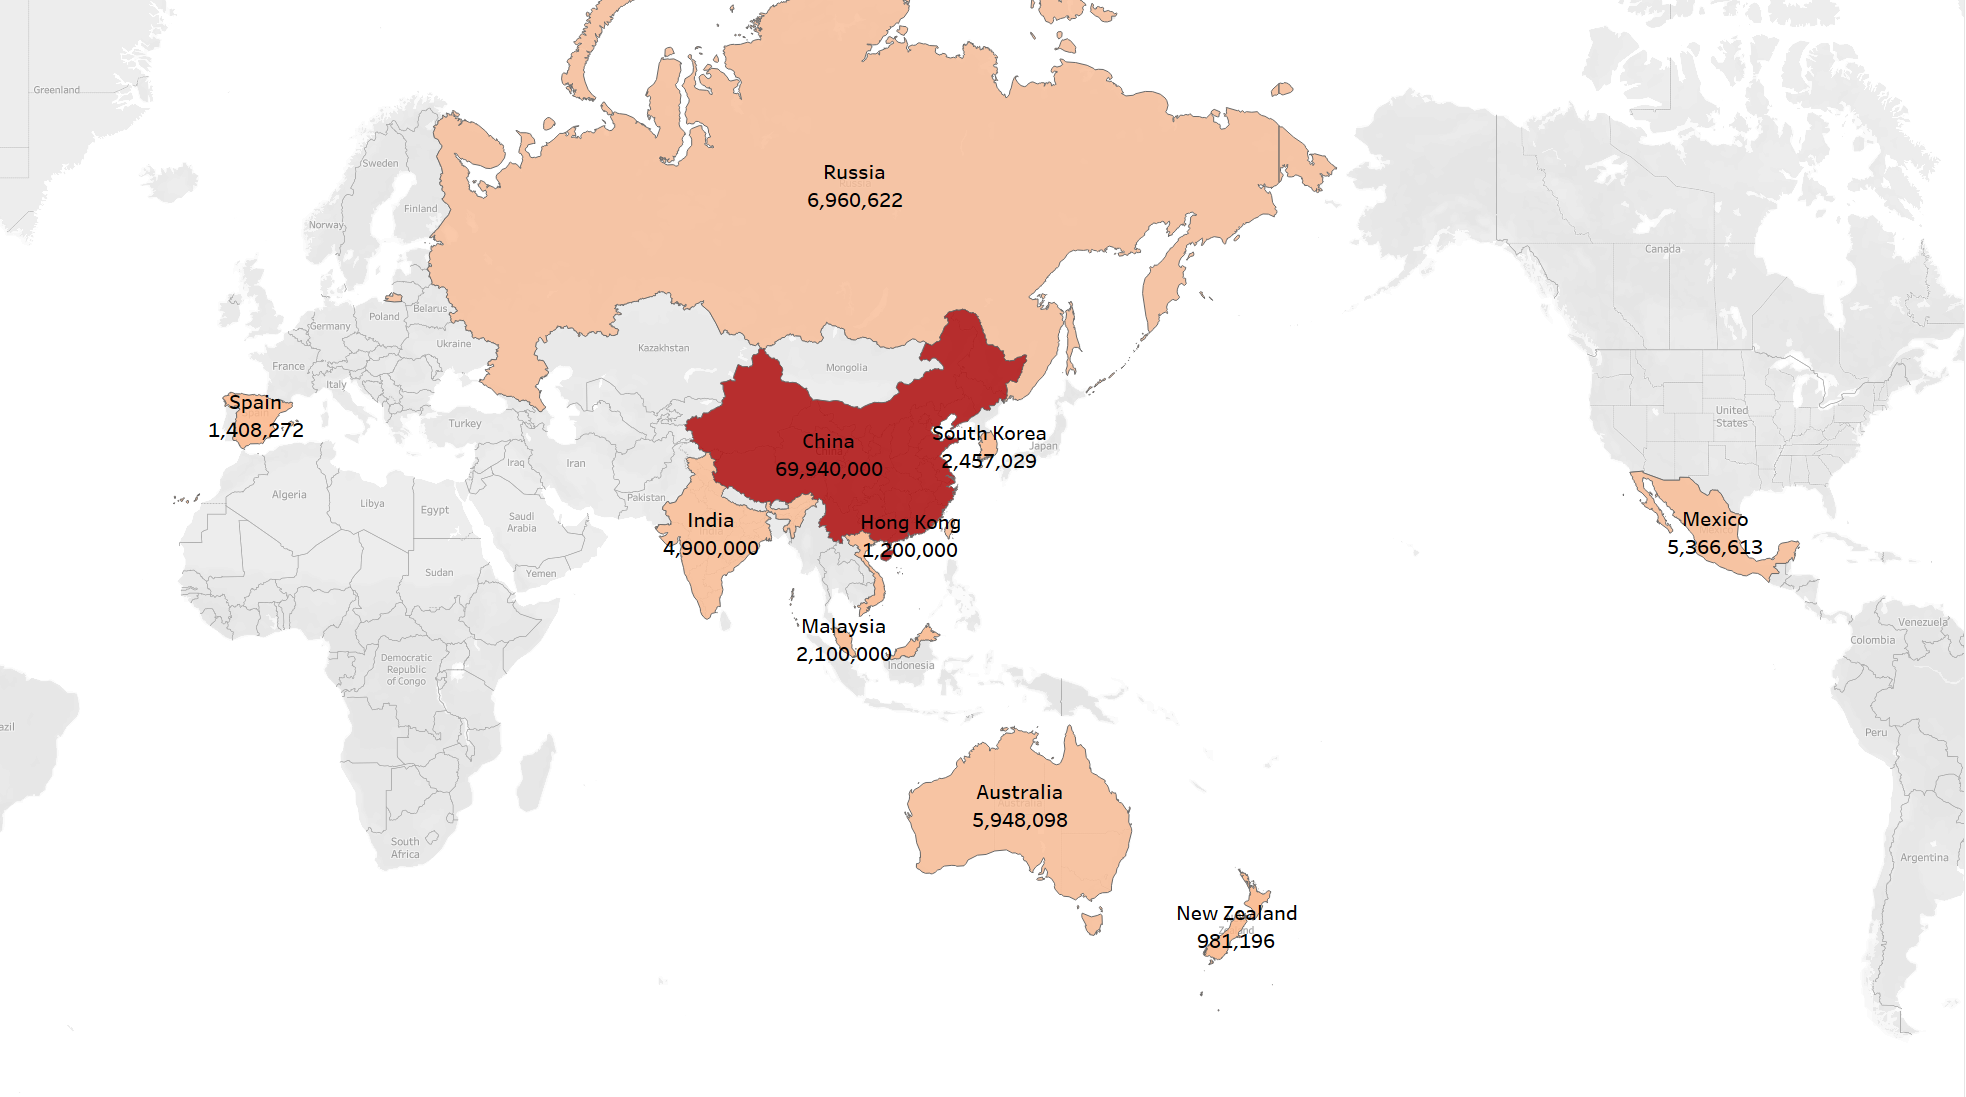 Greenland
Sweden
Finland
Norway
Russia
6,960,622
Canada
Belarus
Poland
Germany
Ukraine
France
Italy
Kazakhstan
Mongolia
Spain
1,408,272
Turkey
China
69,940,000
South Korea
2,457,029
Japan
United
States
Iraq
Iran
Pakistan
Algeria
Libya
Egypt
Saudi
Arabia
India
4,900,000
Hong Kong
1,200,000
Mexico
5,366,613
Sudan
Yemen
Malaysia
2,100,000
Indonesia
Venezuela
Colombia
Democratic
Republic
of Congo
azil
Peru
Australia
5,948,098
South
Africa
Argentina
New Zealand
981,196